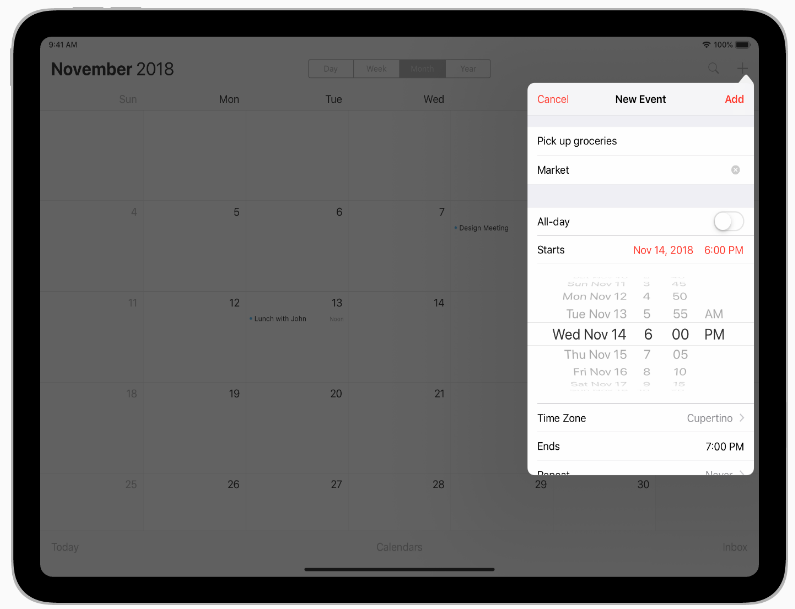 9:41 AM 100%
November 2018 Day Week Month Year
Sun Mon Tue Wed
4 5 6 7
Design Meeting
11 12 13 14
Lunch with John
18 19 20 21
25 26 27 28 29 30
Today Calendars Inbox
Cancel New Event Add
Pick up groceries
Market
All-day
Starts Nov 14, 2018 6:00 PM
Sun Nov 11 3 45
Mon Nov 12 4 50
Tue Nov 13 5 55 AM
Wed Nov 14 6 00 PM
Thu Nov 15 7 05
Fri Nov 16 8 10
Sat Nov 17 9 15
Time Zone Cupertino
Ends 7:00 PM
Repeat Never